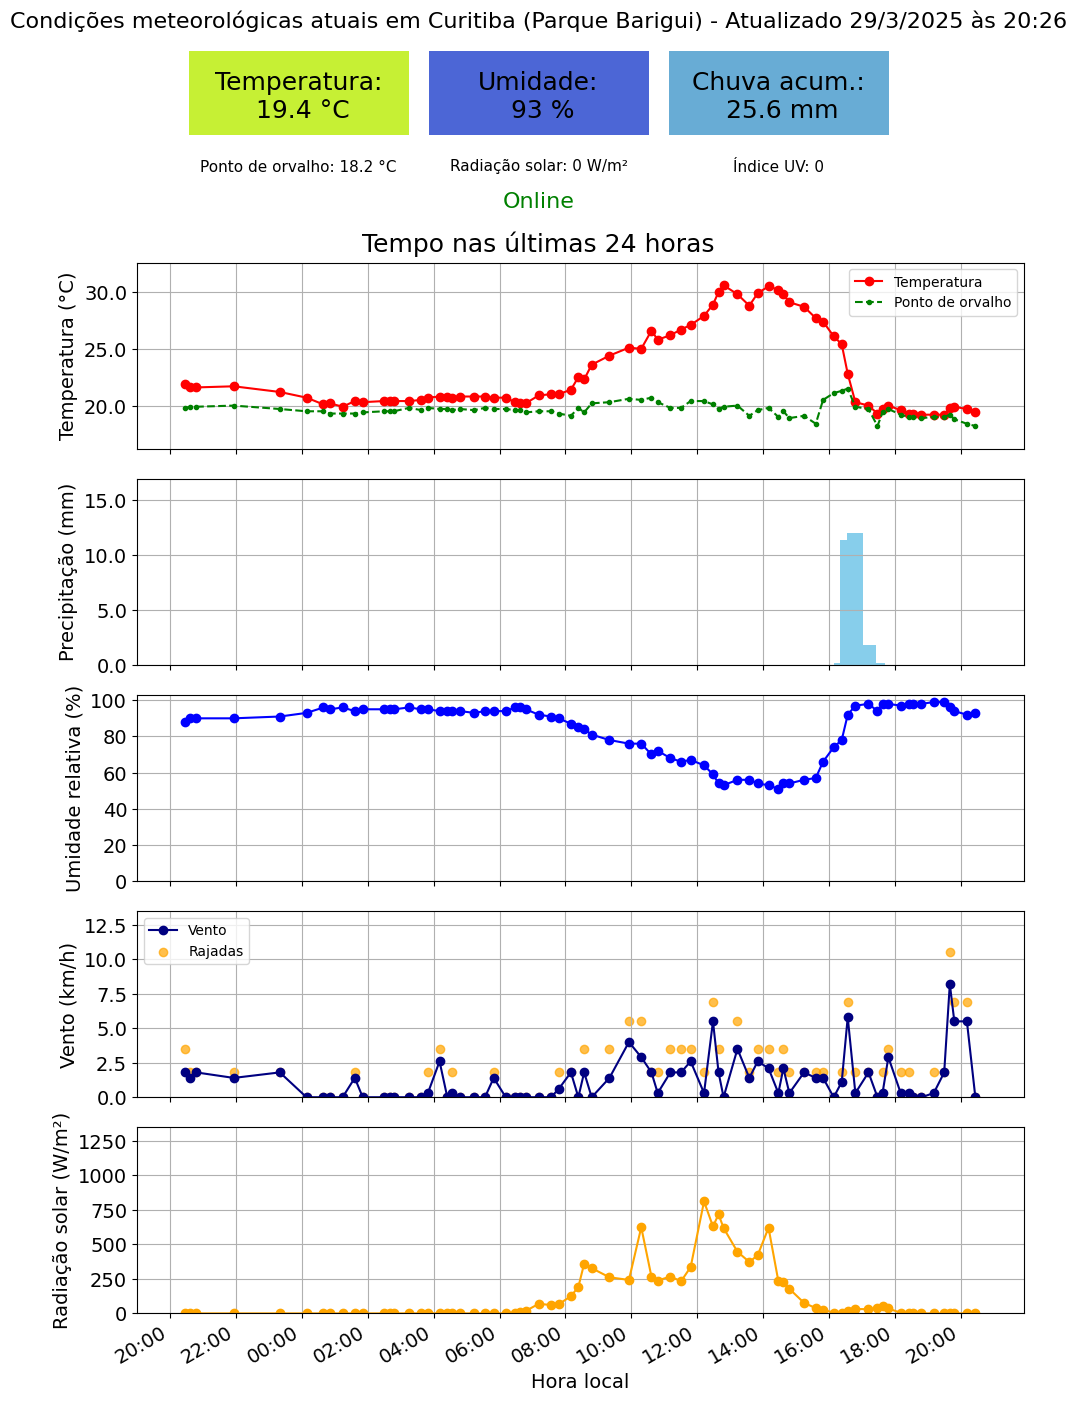 Condições meteorológicas atuais em Curitiba (Parque Barigui) - Atualizado 29/3/2025 às 20:26
Temperatura:
19.4 °C
Umidade:
93 %
Chuva acum.:
25.6 mm
Ponto de orvalho: 18.2 °C
Radiação solar: 0 W/m²
Índice UV: 0
Online
Tempo nas últimas 24 horas
Temperatura (°C)
30.0
25.0
20.0
Temperatura
Ponto de orvalho
Precipitação (mm)
15.0
10.0
5.0
0.0
Umidade relativa (%)
100
80
60
40
20
0
Vento (km/h)
12.5
10.0
7.5
5.0
2.5
0.0
Vento
Rajadas
Radiação solar (W/m²)
1250
1000
750
500
250
0
20:00
22:00
00:00
02:00
04:00
06:00
08:00
10:00
12:00
14:00
16:00
18:00
20:00
Hora local